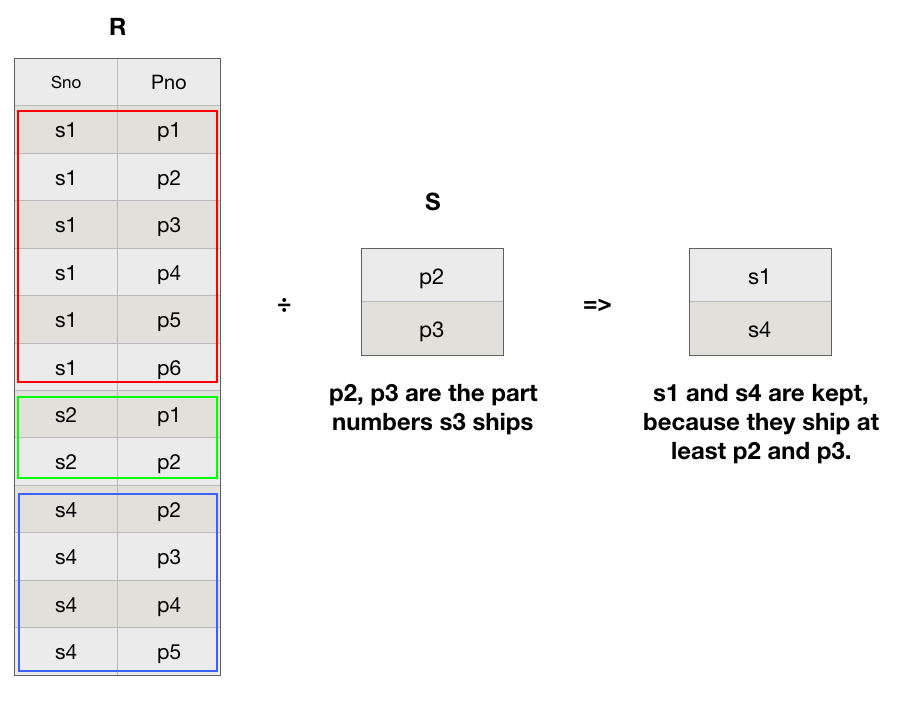 R
Sno Pno
s1 p1
s1 p2
s1 p3
s1 p4
s1 p5
s1 p6
s2 p1
s2 p2
s4 p2
s4 p3
s4 p4
s4 p5
÷
S
p2
p3
p2, p3 are the part
numbers s3 ships
=>
s1
s4
s1 and s4 are kept,
because they ship at
least p2 and p3.